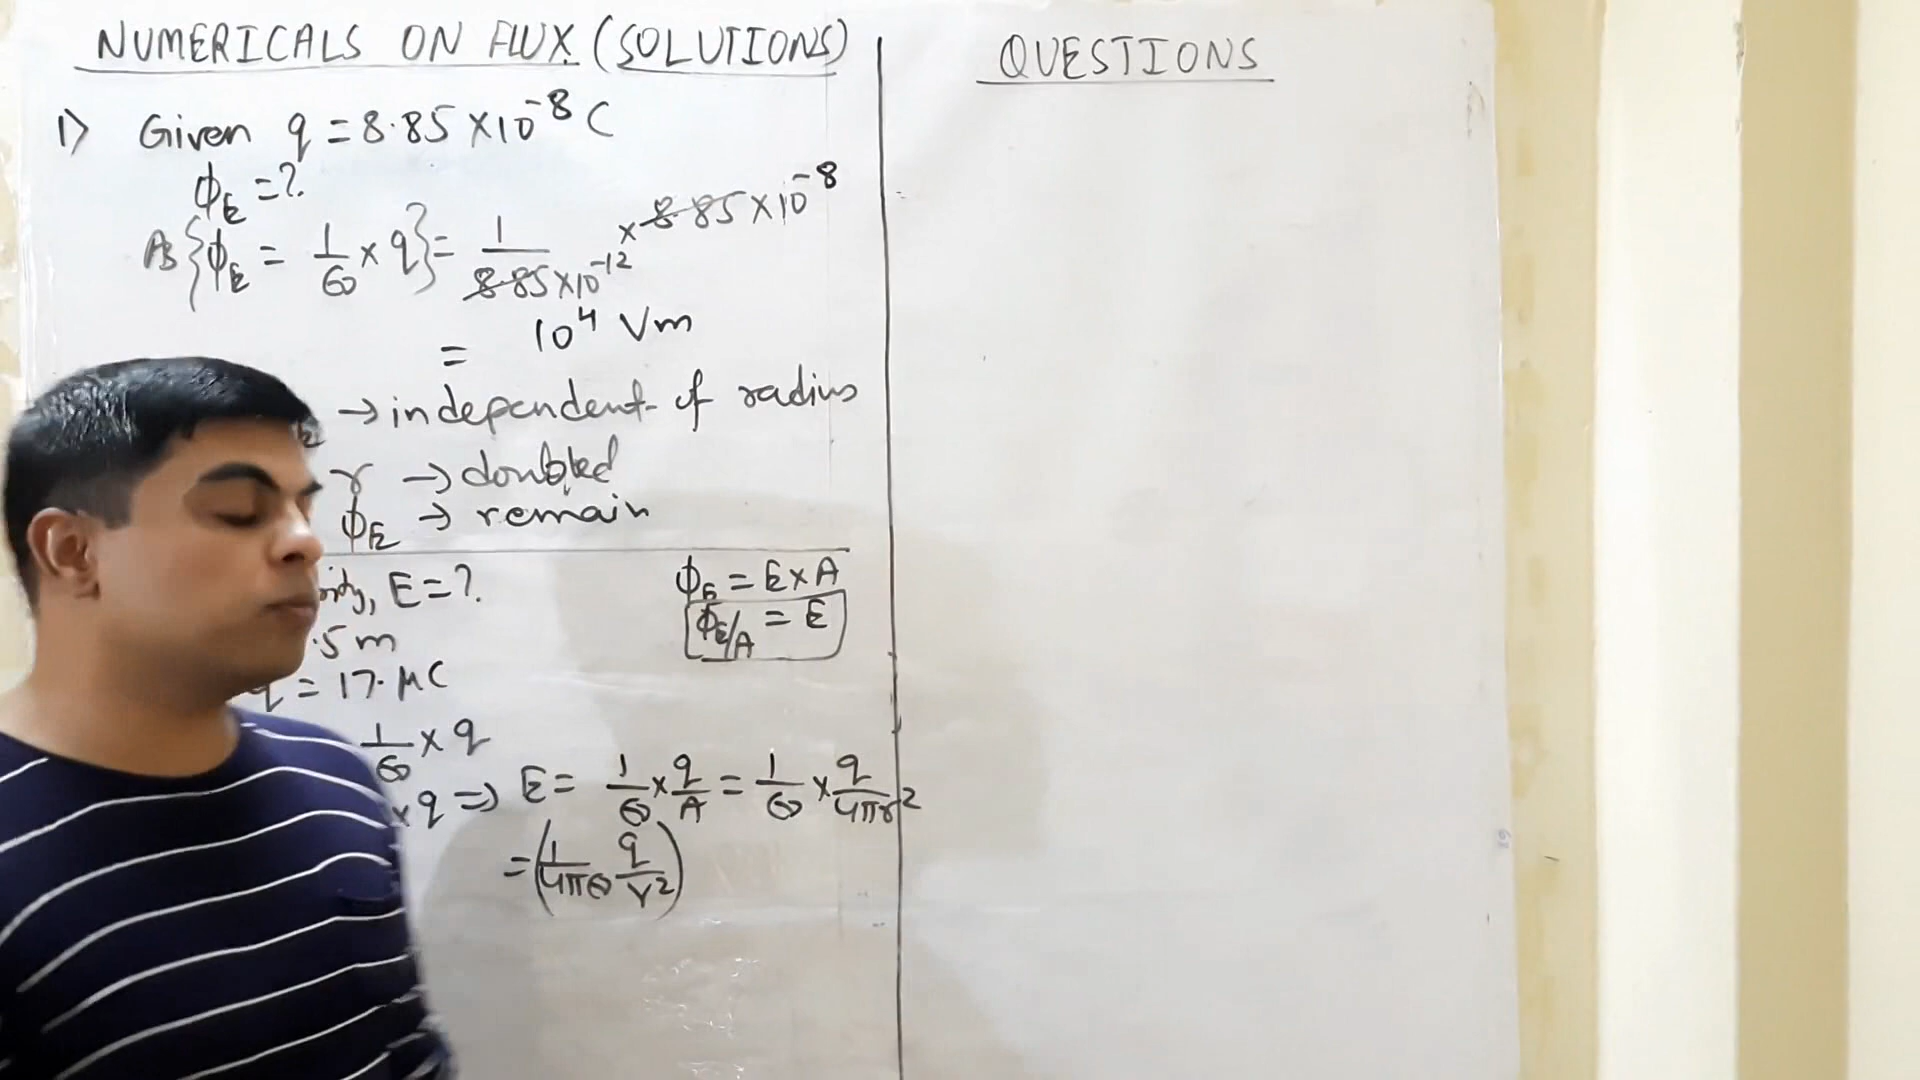 NUMERICALS ON FLUX (SOLUTIONS)
1) Given q = 8.85 × 10⁻⁸ C
ϕE = ?
As {ϕE = 1/ϵ0 × q} = 1/8.85 × 10⁻¹² × 8.85 × 10⁻⁸
= 10⁴ Vm
→ independent of radius
r → doubled
ϕE → remain
E = ?
.5 m
q = 17. μC
1/ϵ0 × q
× q ⇒ E = 1/ϵ0 × q/A = 1/ϵ0 × q/4πr²
= (1/4πϵ0 q/r²)
ϕE = E × A
ϕE/A = E
QUESTIONS